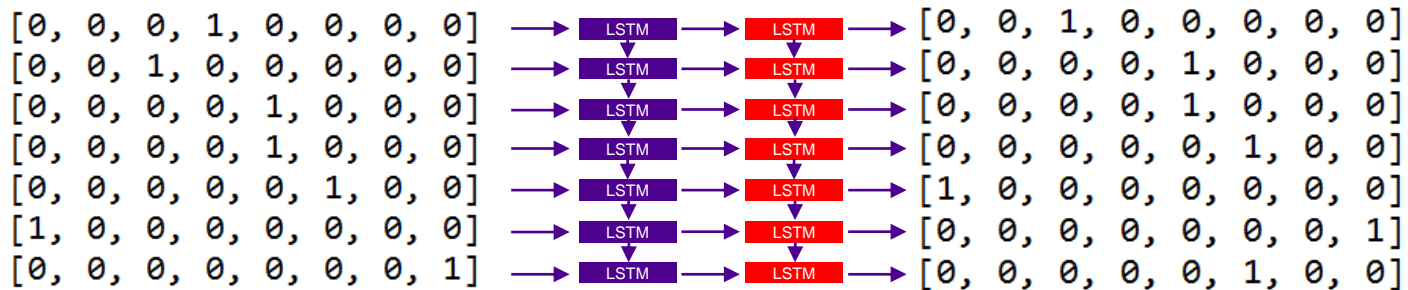 [0, 0, 0, 1, 0, 0, 0, 0] LSTM LSTM [0, 0, 1, 0, 0, 0, 0, 0]
[0, 0, 1, 0, 0, 0, 0, 0] LSTM LSTM [0, 0, 0, 0, 1, 0, 0, 0]
[0, 0, 0, 0, 1, 0, 0, 0] LSTM LSTM [0, 0, 0, 0, 1, 0, 0, 0]
[0, 0, 0, 0, 1, 0, 0, 0] LSTM LSTM [0, 0, 0, 0, 0, 1, 0, 0]
[0, 0, 0, 0, 0, 1, 0, 0] LSTM LSTM [1, 0, 0, 0, 0, 0, 0, 0]
[1, 0, 0, 0, 0, 0, 0, 0] LSTM LSTM [0, 0, 0, 0, 0, 0, 0, 1]
[0, 0, 0, 0, 0, 0, 0, 1] LSTM LSTM [0, 0, 0, 0, 0, 1, 0, 0]